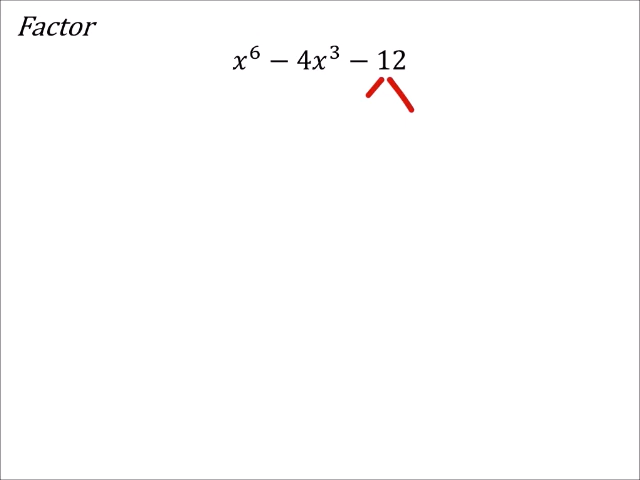 Factor
x⁶ − 4x³ − 12